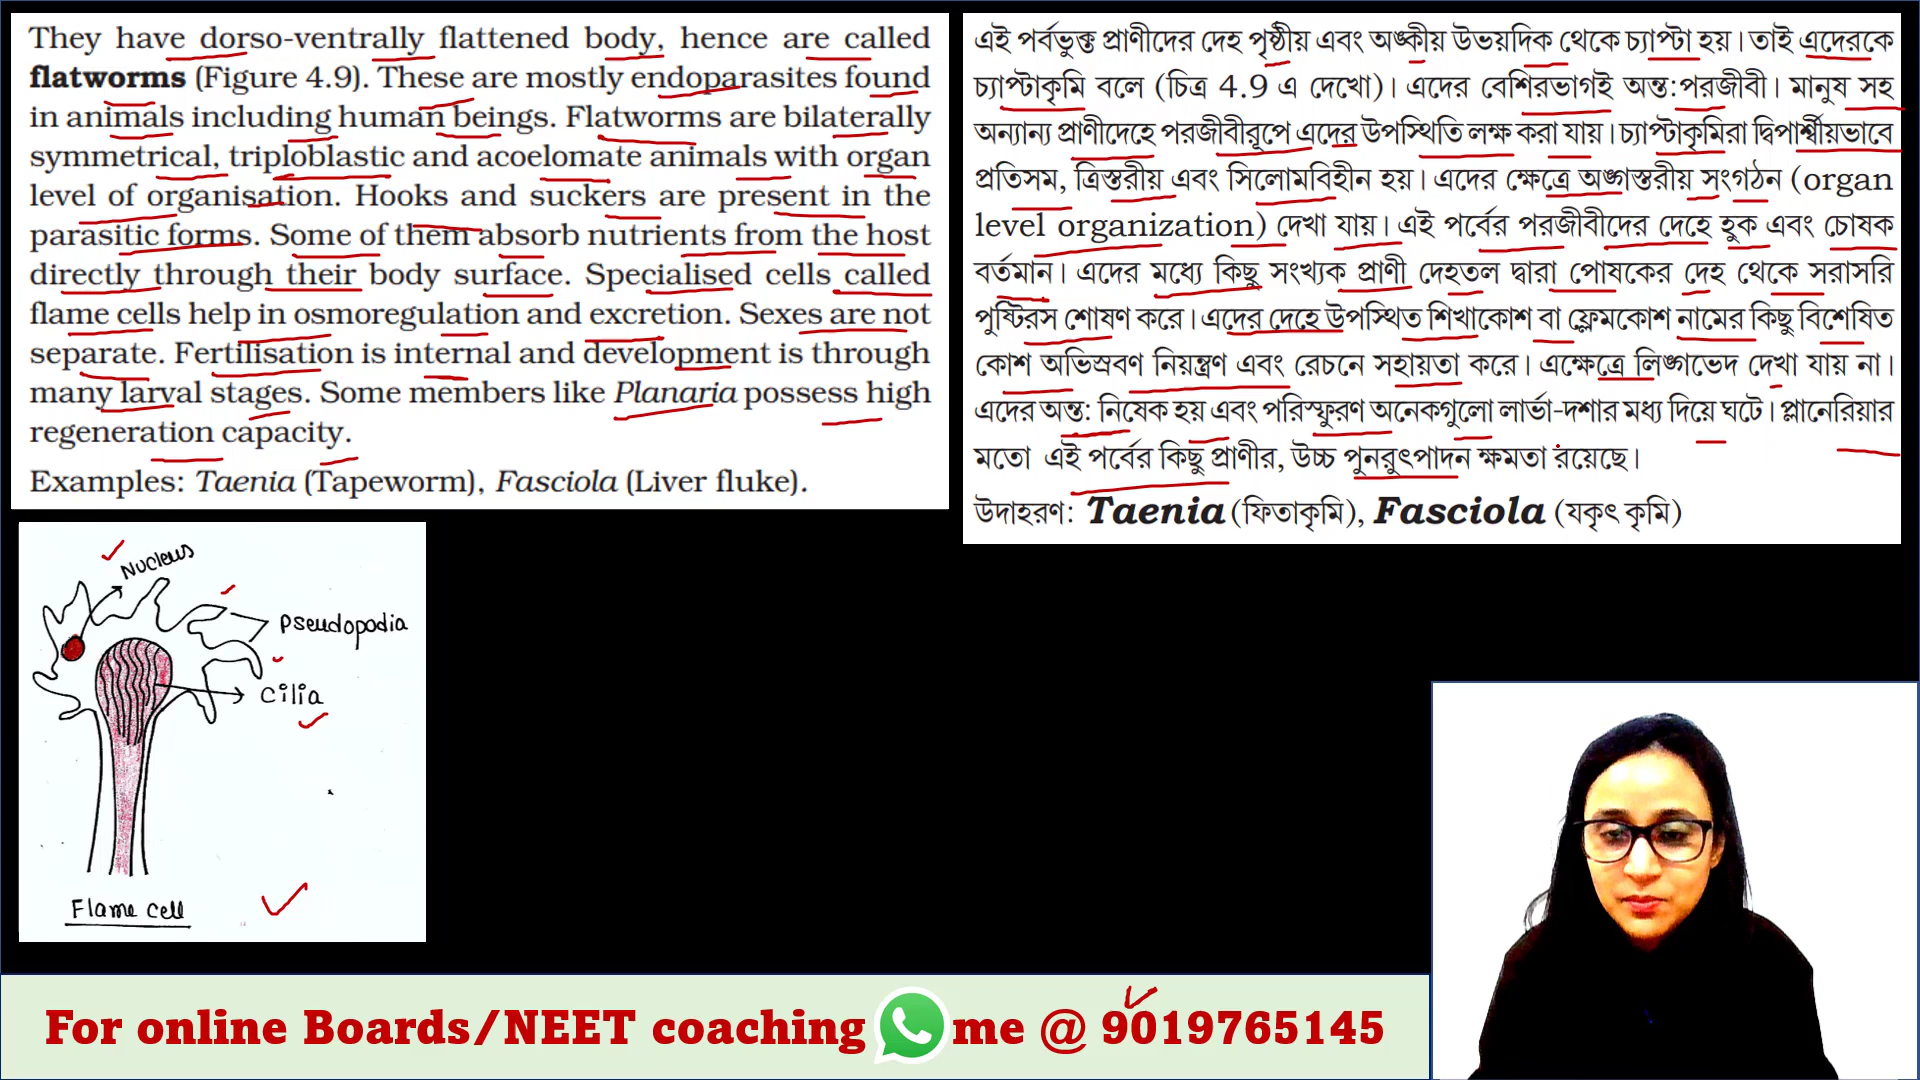 They have dorso-ventrally flattened body, hence are called
flatworms (Figure 4.9). These are mostly endoparasites found
in animals including human beings. Flatworms are bilaterally
symmetrical, triploblastic and acoelomate animals with organ
level of organisation. Hooks and suckers are present in the
parasitic forms. Some of them absorb nutrients from the host
directly through their body surface. Specialised cells called
flame cells help in osmoregulation and excretion. Sexes are not
separate. Fertilisation is internal and development is through
many larval stages. Some members like Planaria possess high
regeneration capacity.
Examples: Taenia (Tapeworm), Fasciola (Liver fluke).
এই পর্বভুক্ত প্রাণীদের দেহ পৃষ্ঠীয় এবং অঙ্কীয় উভয়দিক থেকে চ্যাপ্টা হয়। তাই এদেরকে
চ্যাপ্টাকৃমি বলে (চিত্র 4.9 এ দেখো)। এদের বেশিরভাগই অন্ত:পরজীবী। মানুষ সহ
অন্যান্য প্রাণীদেহে পরজীবীরূপে এদের উপস্থিতি লক্ষ করা যায়। চ্যাপ্টাকৃমিরা দ্বিপার্শ্বীয়ভাবে
প্রতিসম, ত্রিস্তরীয় এবং সিলোমবিহীন হয়। এদের ক্ষেত্রে অঙ্গস্তরীয় সংগঠন (organ
level organization) দেখা যায়। এই পর্বের পরজীবীদের দেহে হুক এবং চোষক
বর্তমান। এদের মধ্যে কিছু সংখ্যক প্রাণী দেহতল দ্বারা পোষকের দেহ থেকে সরাসরি
পুষ্টিরস শোষণ করে। এদের দেহে উপস্থিত শিখাকোশ বা ফ্লেমকোশ নামের কিছু বিশেষিত
কোশ অভিস্রবণ নিয়ন্ত্রণ এবং রেচনে সহায়তা করে। এক্ষেত্রে লিঙ্গভেদ দেখা যায় না।
এদের অন্ত: নিষেক হয় এবং পরিস্ফুরণ অনেকগুলো লার্ভা-দশার মধ্য দিয়ে ঘটে। প্লানেরিয়ার
মতো এই পর্বের কিছু প্রাণীর, উচ্চ পুনরুৎপাদন ক্ষমতা রয়েছে।
উদাহরণ: Taenia (ফিতাকৃমি), Fasciola (যকৃৎ কৃমি)
Nucleus
Pseudopodia
Cilia
Flame cell
For online Boards/NEET coaching me @ 9019765145